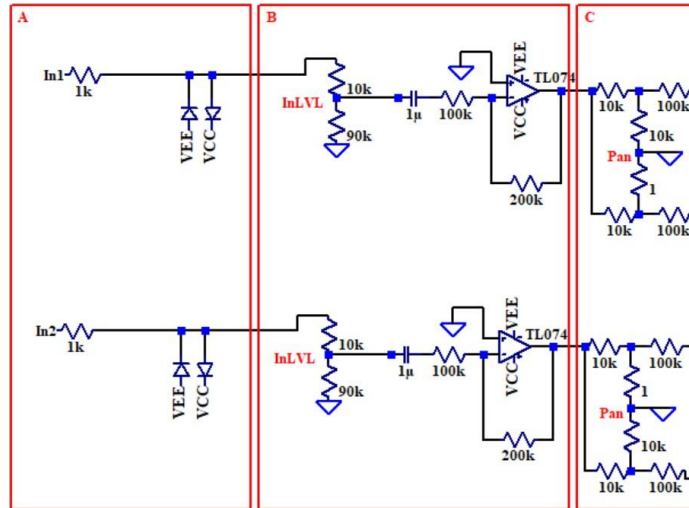 A
B
C
In1
1k
VEE
VCC
10k
InLVL
90k
1µ
100k
VEE
TL074
VCC
200k
10k
100k
10k
Pan
1
10k
100k
In2
1k
VEE
VCC
10k
InLVL
90k
1µ
100k
VEE
TL074
VCC
200k
10k
100k
1
Pan
10k
10k
100k